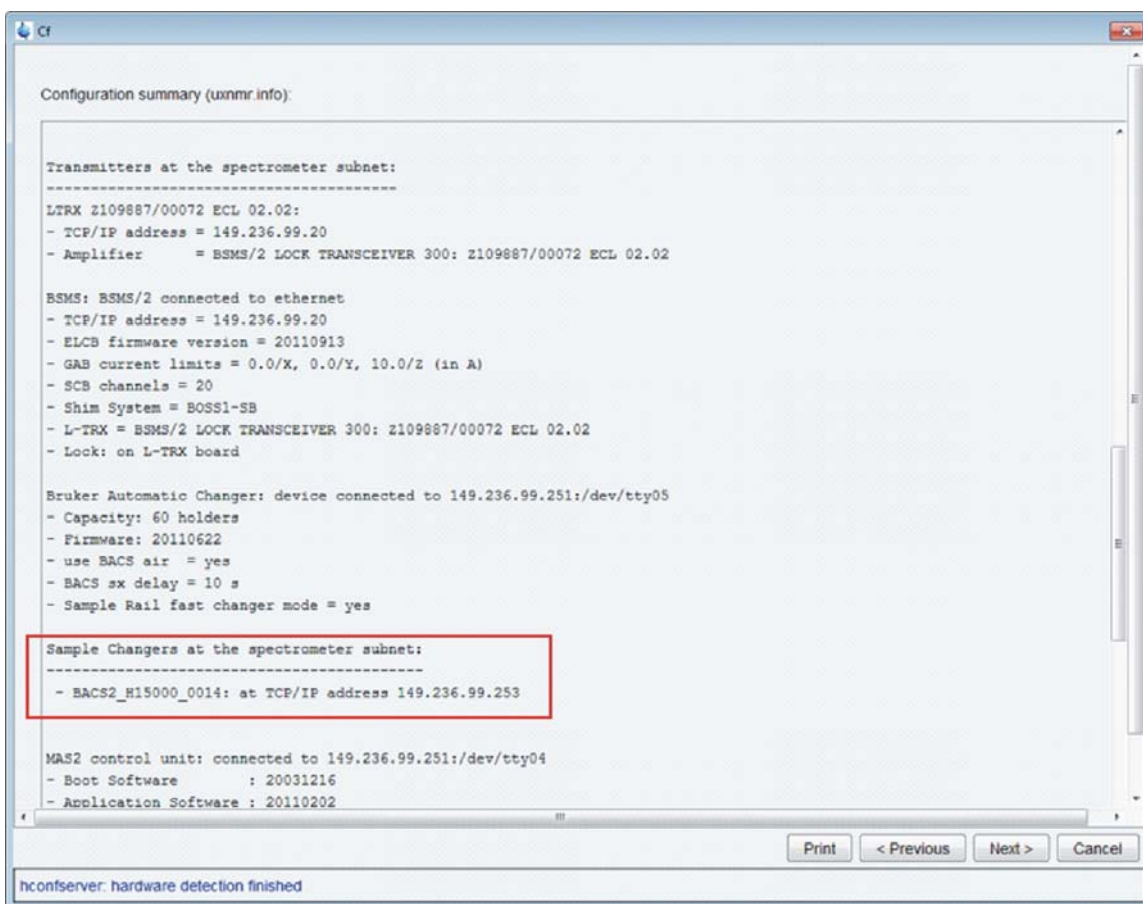 Cf
Configuration summary (uxnmr.info):
Transmitters at the spectrometer subnet:
----------------------------------------
LTRX Z109887/00072 ECL 02.02:
- TCP/IP address = 149.236.99.20
- Amplifier = BSMS/2 LOCK TRANSCEIVER 300: Z109887/00072 ECL 02.02
BSMS: BSMS/2 connected to ethernet
- TCP/IP address = 149.236.99.20
- ELCB firmware version = 20110913
- GAB current limits = 0.0/X, 0.0/Y, 10.0/Z (in A)
- SCB channels = 20
- Shim System = BOSS1-SB
- L-TRX = BSMS/2 LOCK TRANSCEIVER 300: Z109887/00072 ECL 02.02
- Lock: on L-TRX board
Bruker Automatic Changer: device connected to 149.236.99.251:/dev/tty05
- Capacity: 60 holders
- Firmware: 20110622
- use BACS air = yes
- BACS sx delay = 10 s
- Sample Rail fast changer mode = yes
Sample Changers at the spectrometer subnet:
-------------------------------------------
- BACS2_H15000_0014: at TCP/IP address 149.236.99.253
MAS2 control unit: connected to 149.236.99.251:/dev/tty04
- Boot Software : 20031216
- Application Software : 20110202
Print < Previous Next > Cancel
hconfserver: hardware detection finished